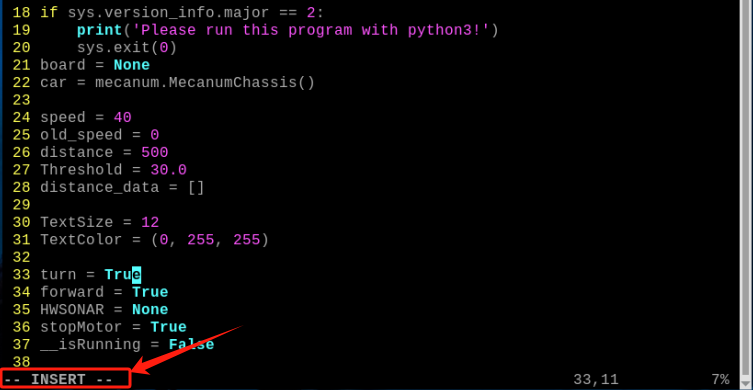 18 if sys.version_info.major == 2:
19     print('Please run this program with python3!')
20     sys.exit(0)
21 board = None
22 car = mecanum.MecanumChassis()
23
24 speed = 40
25 old_speed = 0
26 distance = 500
27 Threshold = 30.0
28 distance_data = []
29
30 TextSize = 12
31 TextColor = (0, 255, 255)
32
33 turn = True
34 forward = True
35 HWSONAR = None
36 stopMotor = True
37 __isRunning = False
38
-- INSERT -- 33,11 7%